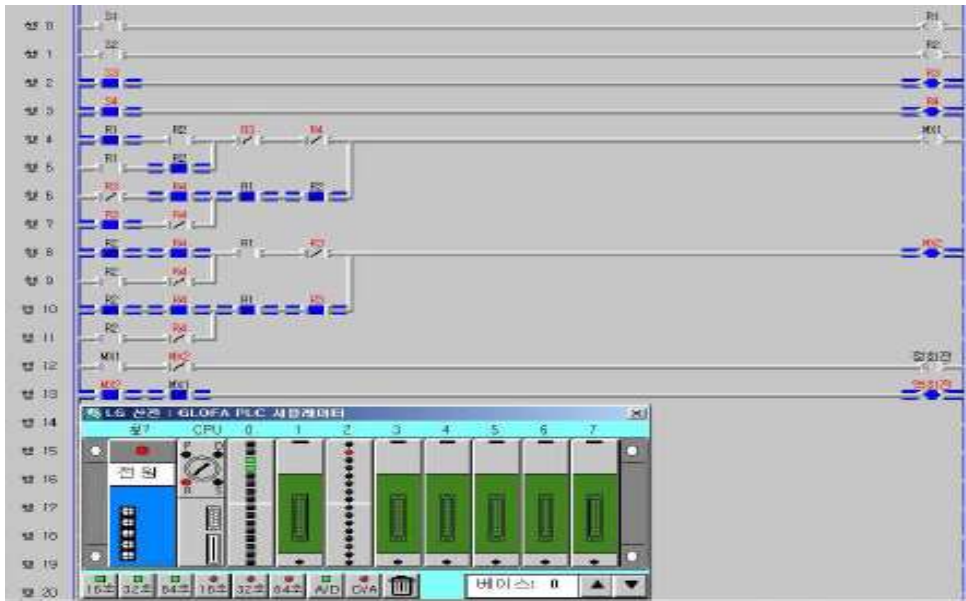 행 0 S1 R1
행 1 S2 R2
행 2 S3 R3
행 3 S4 R4
행 4 R1 R2 R3 R4 MX1
행 5 R1 R2
행 6 R3 R4 R1 R2
행 7 R3 R4
행 8 R2 R4 R1 R3 MX2
행 9 R2 R4
행 10 R2 R4 R1 R3
행 11 R2 R4
행 12 MX1 MX2 정회전
행 13 MX2 MX1 역회전
행 14
LG 산전 : GLOFA PLC 시뮬레이터
CPU 0 1 2 3 4 5 6 7
행 15
전 원
행 16
행 17
행 18
행 19
행 20
16소 32소 64소 16소 32소 64소 A/D D/A 베이스: 0